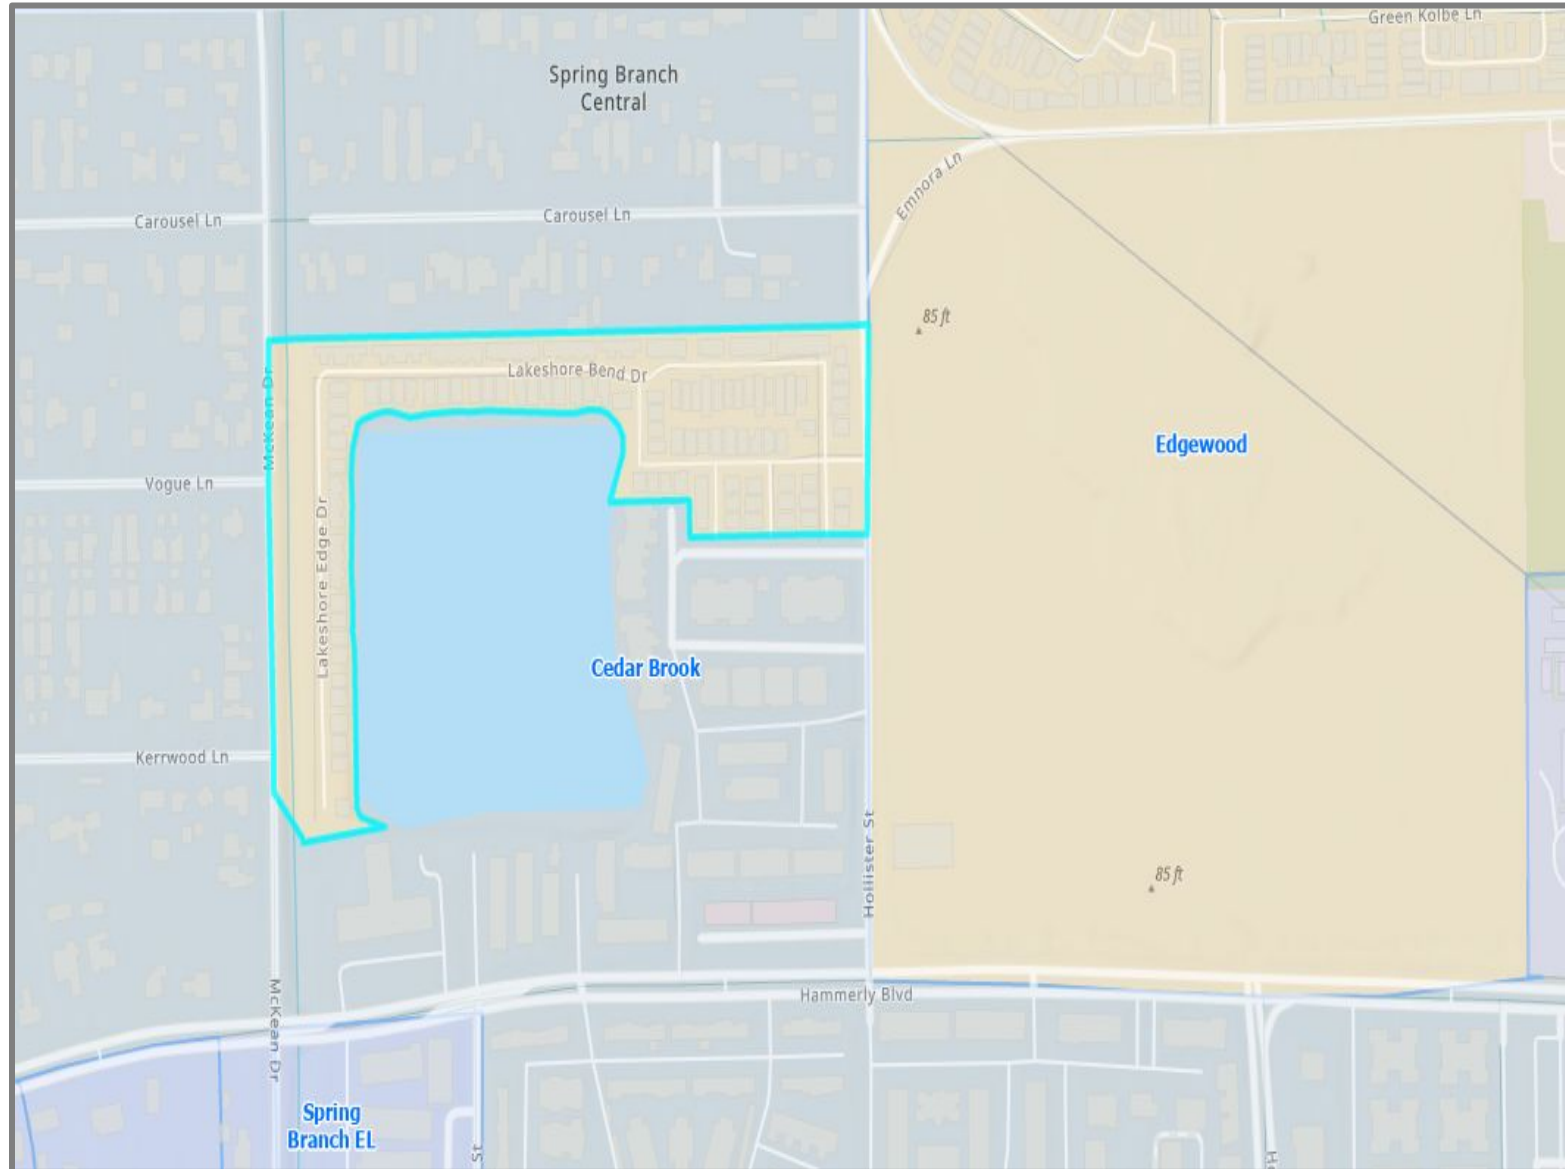 Green Kolbe Ln
Spring Branch
Central
Emnora Ln
Carousel Ln
Carousel Ln
85 ft
Lakeshore Bend Dr
McKean Dr
Edgewood
Vogue Ln
Lakeshore Edge Dr
Cedar Brook
Kerrwood Ln
Hollister St
85 ft
Hammerly Blvd
McKean Dr
Spring
Branch EL
St